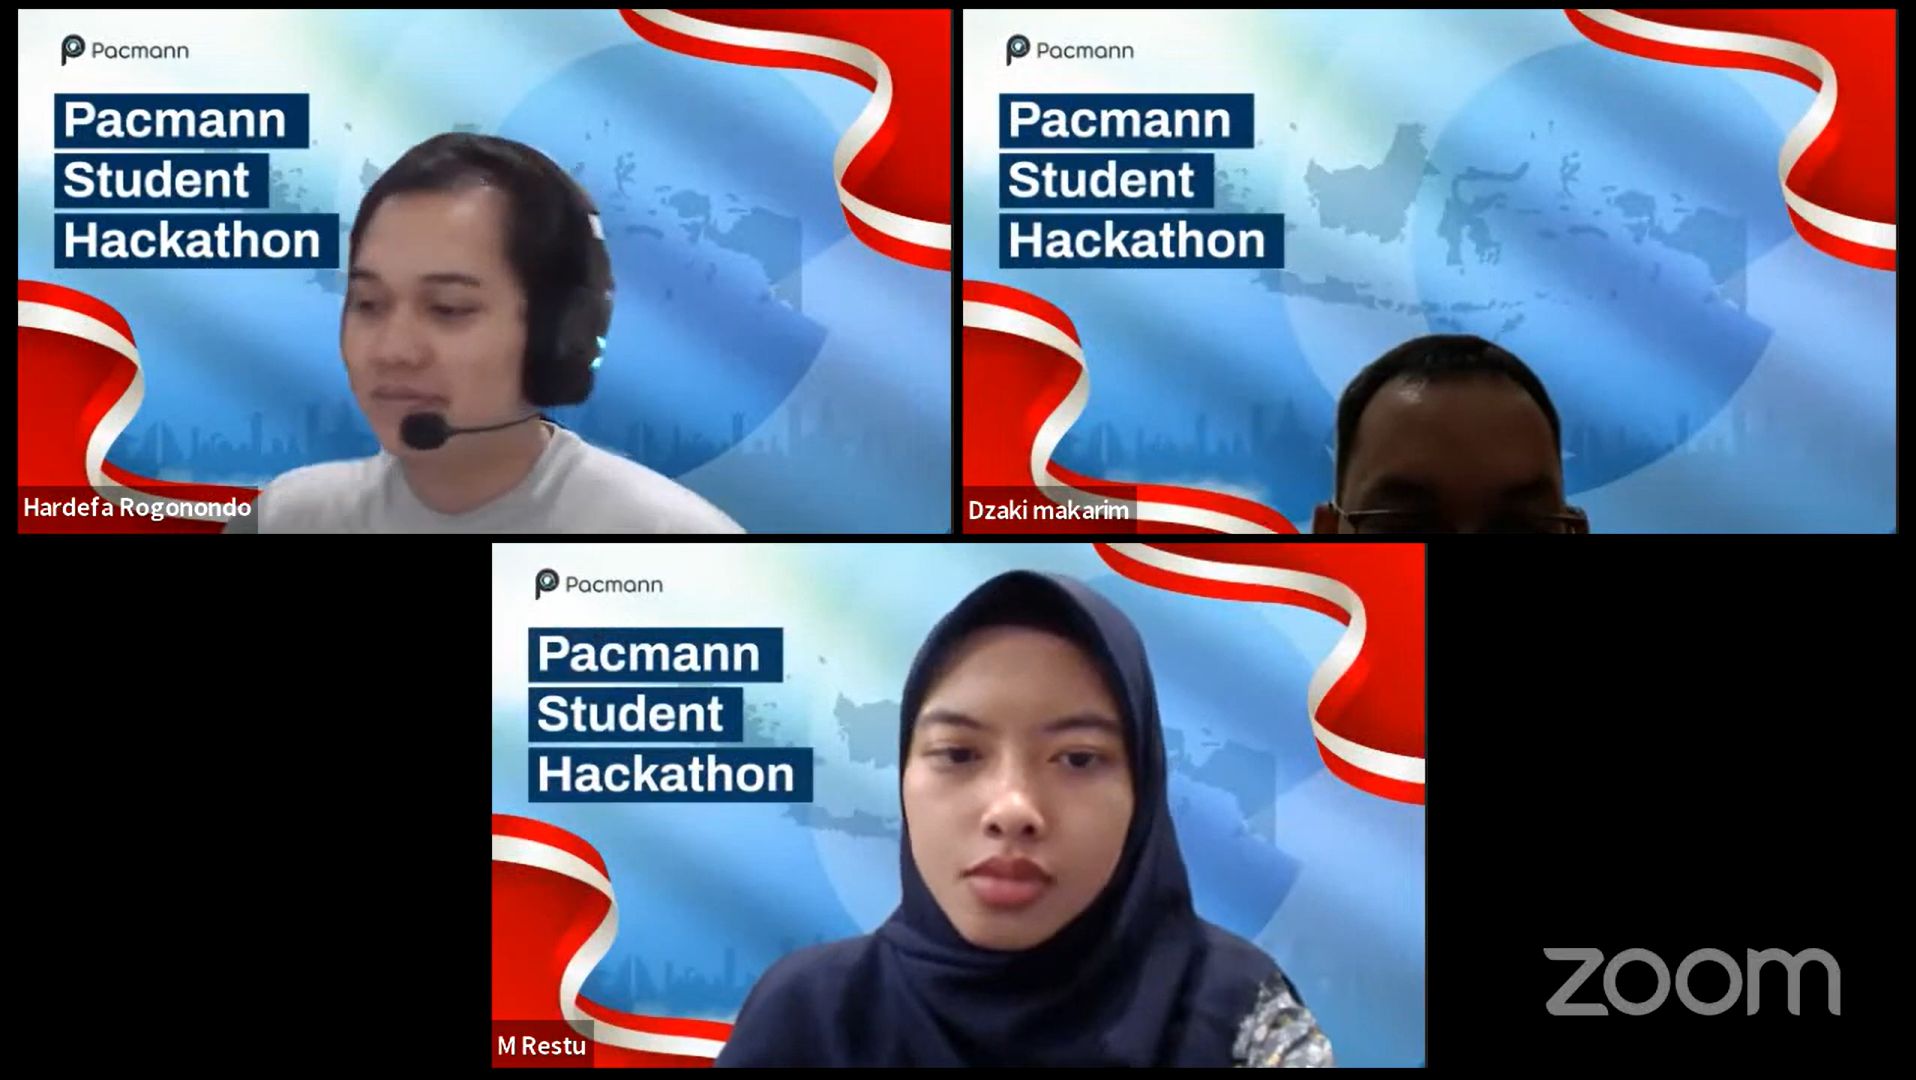 Pacmann
Pacmann
Student
Hackathon
Hardefa Rogonondo
Pacmann
Pacmann
Student
Hackathon
Dzaki makarim
Pacmann
Pacmann
Student
Hackathon
M Restu
zoom